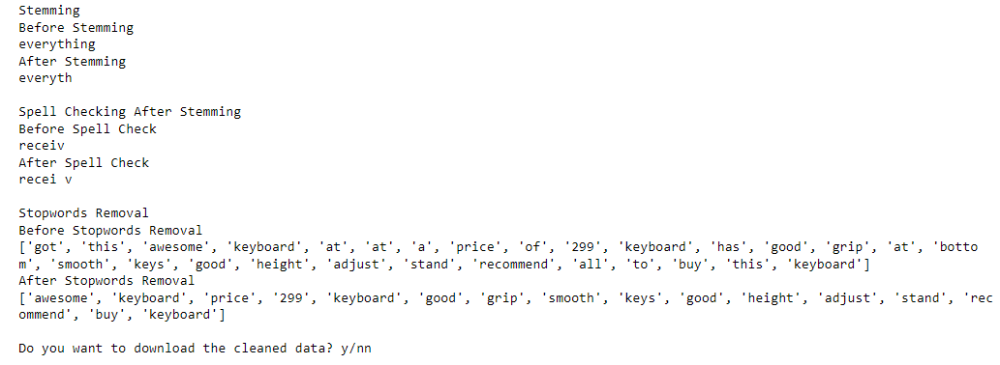 Stemming
Before Stemming
everything
After Stemming
everyth
Spell Checking After Stemming
Before Spell Check
receiv
After Spell Check
recei v
Stopwords Removal
Before Stopwords Removal
['got', 'this', 'awesome', 'keyboard', 'at', 'at', 'a', 'price', 'of', '299', 'keyboard', 'has', 'good', 'grip', 'at', 'botto
m', 'smooth', 'keys', 'good', 'height', 'adjust', 'stand', 'recommend', 'all', 'to', 'buy', 'this', 'keyboard']
After Stopwords Removal
['awesome', 'keyboard', 'price', '299', 'keyboard', 'good', 'grip', 'smooth', 'keys', 'good', 'height', 'adjust', 'stand', 'rec
ommend', 'buy', 'keyboard']
Do you want to download the cleaned data? y/nn